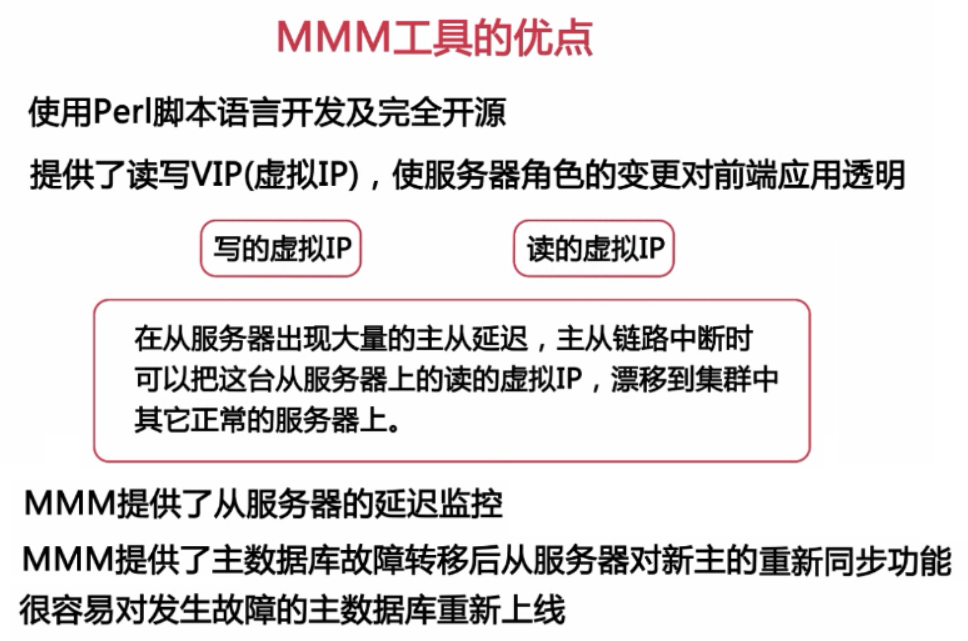 MMM工具的优点
使用Perl脚本语言开发及完全开源
提供了读写VIP(虚拟IP)，使服务器角色的变更对前端应用透明
写的虚拟IP
读的虚拟IP
在从服务器出现大量的主从延迟，主从链路中断时
可以把这台从服务器上的读的虚拟IP，漂移到集群中
其它正常的服务器上。
MMM提供了从服务器的延迟监控
MMM提供了主数据库故障转移后从服务器对新主的重新同步功能
很容易对发生故障的主数据库重新上线